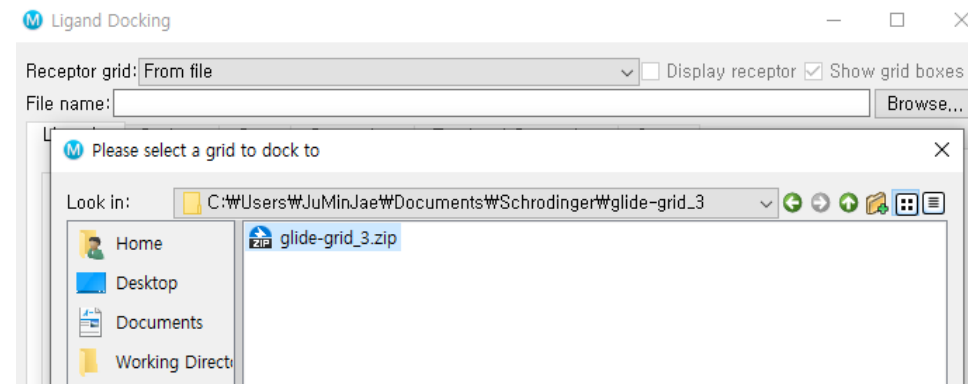 Ligand Docking
Receptor grid: From file Display receptor Show grid boxes
File name: Browse...
Please select a grid to dock to
Look in: C:₩Users₩JuMinJae₩Documents₩Schrodinger₩glide-grid_3
Home
glide-grid_3.zip
Desktop
Documents
Working Direct